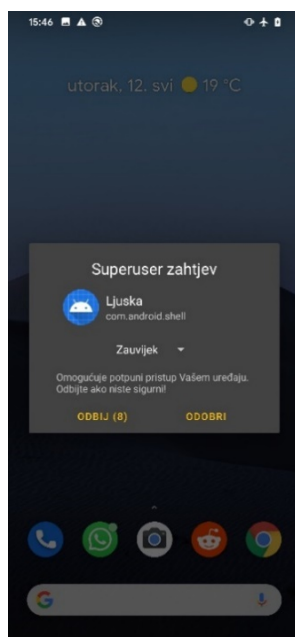 15:46
utorak, 12. svi 19 °C
Superuser zahtjev
Ljuska
com.android.shell
Zauvijek
Omogućuje potpuni pristup Vašem uređaju.
Odbijte ako niste sigurni!
ODBIJ (8) ODOBRI
G